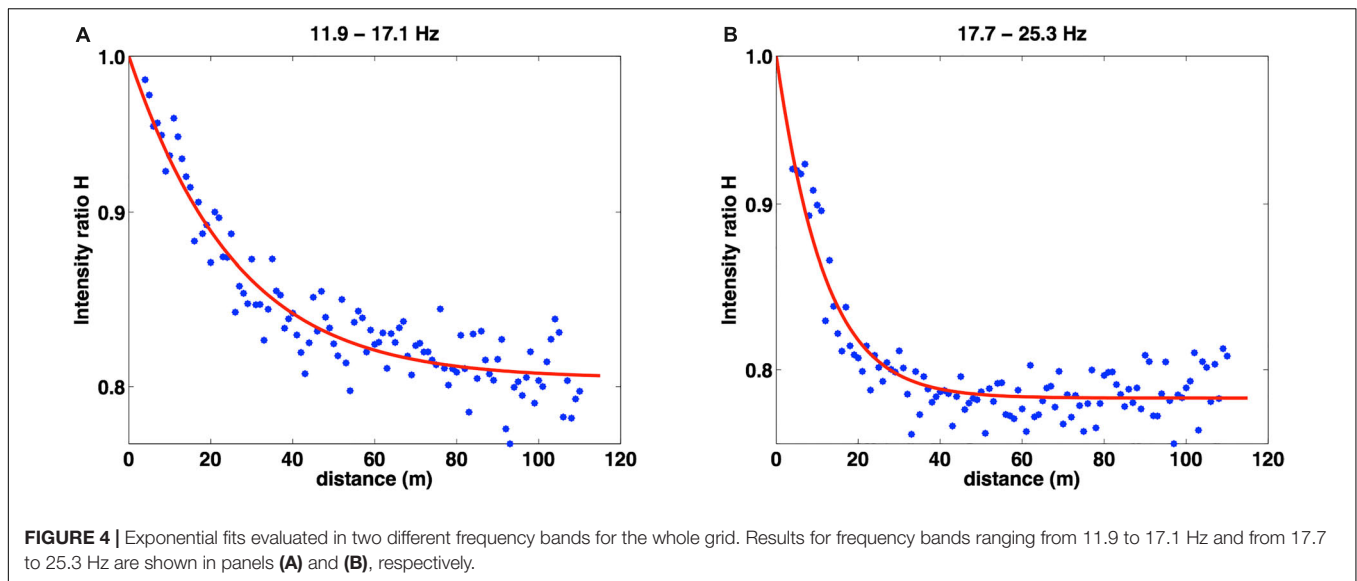 A
11.9 – 17.1 Hz
1.0
0.9
0.8
Intensity ratio H
0 20 40 60 80 100 120
distance (m)
B
17.7 – 25.3 Hz
1.0
0.9
0.8
Intensity ratio H
0 20 40 60 80 100 120
distance (m)
FIGURE 4 | Exponential fits evaluated in two different frequency bands for the whole grid. Results for frequency bands ranging from 11.9 to 17.1 Hz and from 17.7
to 25.3 Hz are shown in panels (A) and (B), respectively.